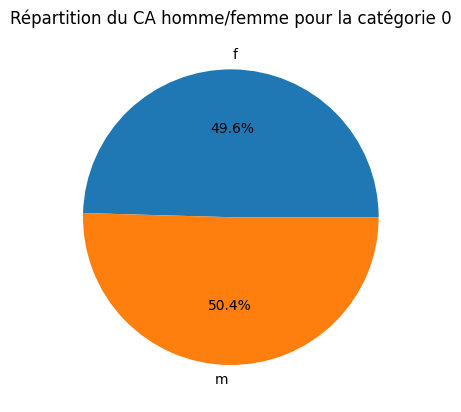 Répartition du CA homme/femme pour la catégorie 0
f
49.6%
50.4%
m